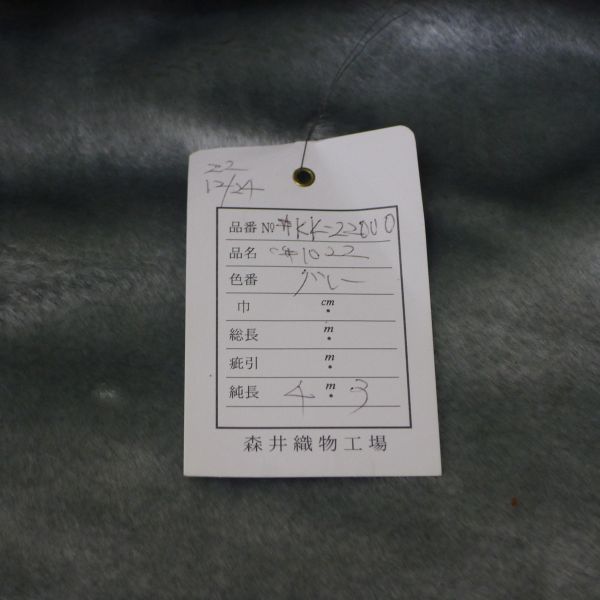 22
12/24
品番 No #KK-22000
品名 #1022
色番 グレー
巾 cm
総長 m
疵引 m
純長 4 m 3
森井織物工場